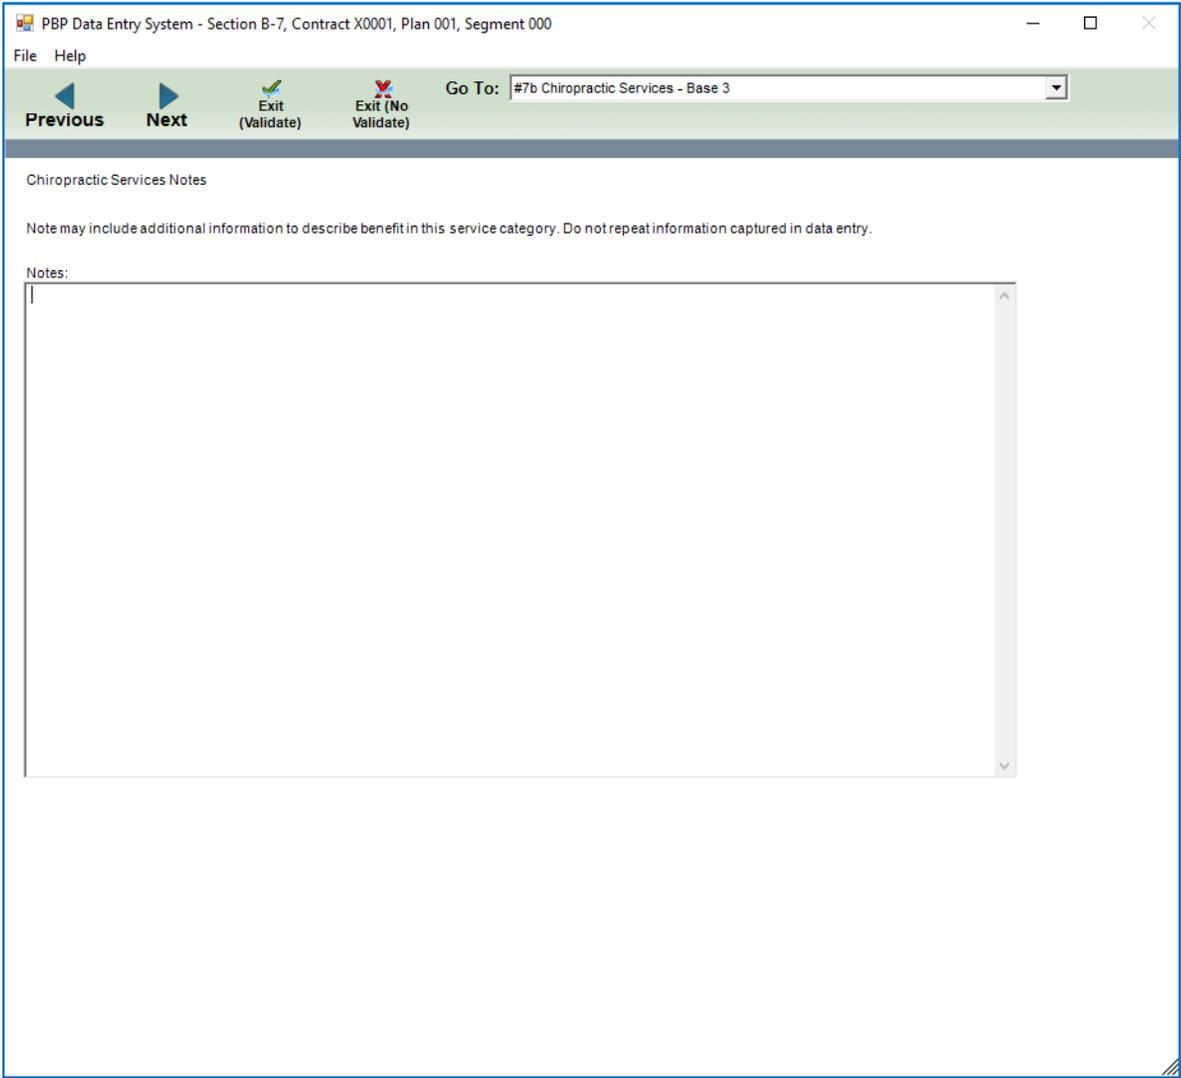 PBP Data Entry System - Section B-7, Contract X0001, Plan 001, Segment 000
File Help
Previous
Next
Exit
(Validate)
Exit (No
Validate)
Go To: #7b Chiropractic Services - Base 3
Chiropractic Services Notes
Note may include additional information to describe benefit in this service category. Do not repeat information captured in data entry.
Notes: